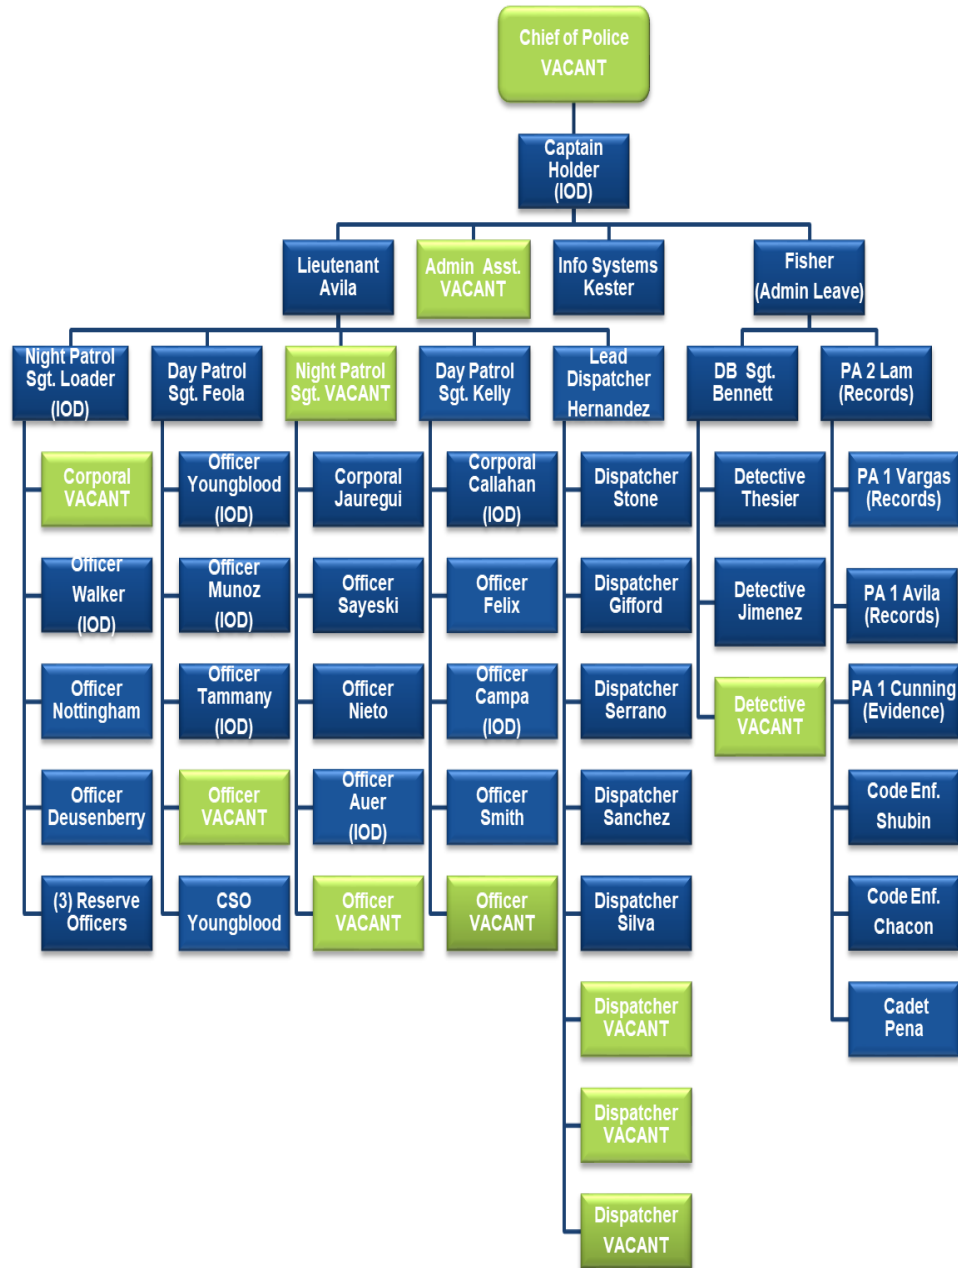 Chief of Police
VACANT
Captain
Holder
(IOD)
Lieutenant
Avila
Admin Asst.
VACANT
Info Systems
Kester
Fisher
(Admin Leave)
Night Patrol
Sgt. Loader
(IOD)
Day Patrol
Sgt. Feola
Night Patrol
Sgt. VACANT
Day Patrol
Sgt. Kelly
Lead
Dispatcher
Hernandez
DB Sgt.
Bennett
PA 2 Lam
(Records)
Corporal
VACANT
Officer
Youngblood
(IOD)
Corporal
Jauregui
Corporal
Callahan
(IOD)
Dispatcher
Stone
Detective
Thesier
PA 1 Vargas
(Records)
Officer
Walker
(IOD)
Officer
Munoz
(IOD)
Officer
Sayeski
Officer
Felix
Dispatcher
Gifford
Detective
Jimenez
PA 1 Avila
(Records)
Officer
Nottingham
Officer
Tammany
(IOD)
Officer
Nieto
Officer
Campa
(IOD)
Dispatcher
Serrano
Detective
VACANT
PA 1 Cunning
(Evidence)
Officer
Deusenberry
Officer
VACANT
Officer
Auer
(IOD)
Officer
Smith
Dispatcher
Sanchez
Code Enf.
Shubin
(3) Reserve
Officers
CSO
Youngblood
Officer
VACANT
Officer
VACANT
Dispatcher
Silva
Code Enf.
Chacon
Dispatcher
VACANT
Cadet
Pena
Dispatcher
VACANT
Dispatcher
VACANT